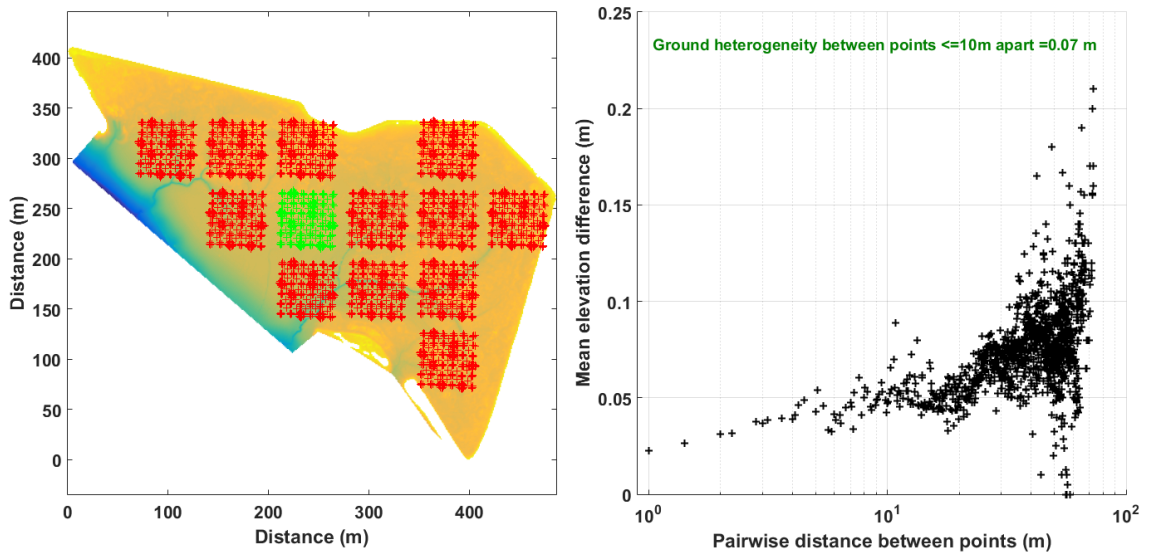 400
350
300
250
200
150
100
50
0
Distance (m)
0 100 200 300 400
Distance (m)
0.25
0.2
0.15
0.1
0.05
0
Mean elevation difference (m)
Ground heterogeneity between points <=10m apart =0.07 m
10^0 10^1 10^2
Pairwise distance between points (m)